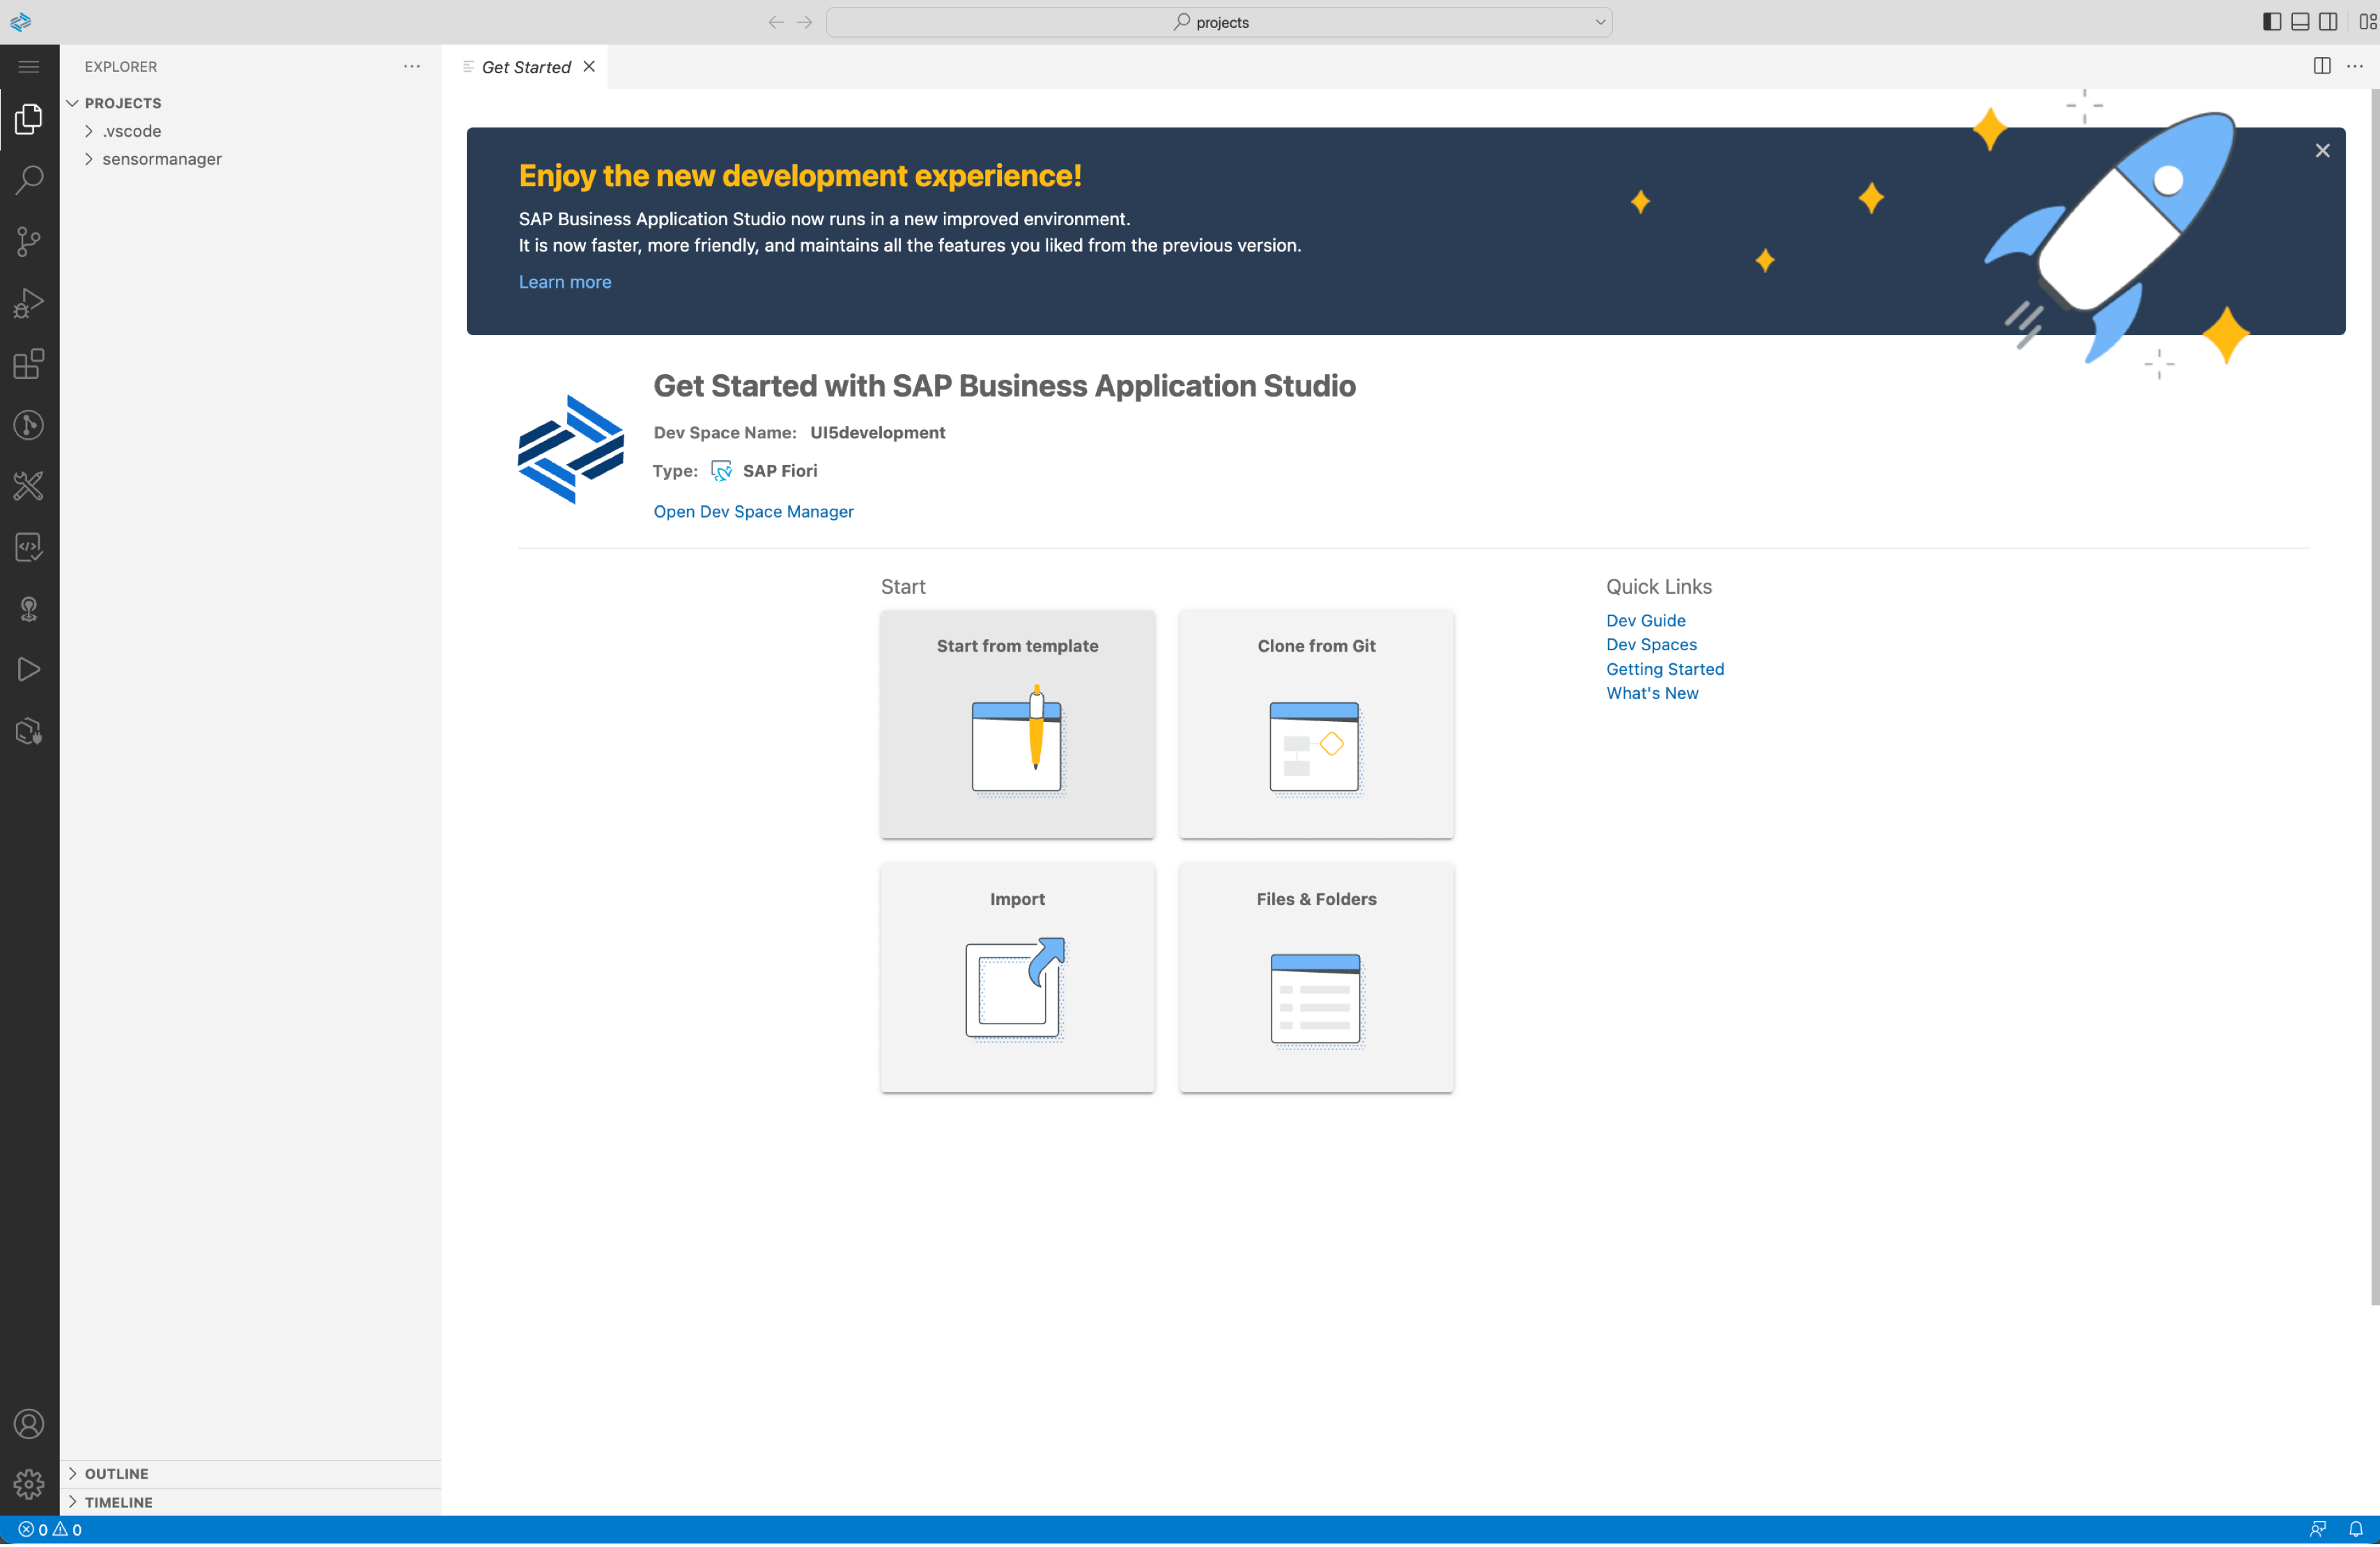 projects
EXPLORER
PROJECTS
.vscode
sensormanager
OUTLINE
TIMELINE
Get Started
Enjoy the new development experience!
SAP Business Application Studio now runs in a new improved environment.
It is now faster, more friendly, and maintains all the features you liked from the previous version.
Learn more
Get Started with SAP Business Application Studio
Dev Space Name: UI5development
Type: SAP Fiori
Open Dev Space Manager
Start
Start from template
Clone from Git
Import
Files & Folders
Quick Links
Dev Guide
Dev Spaces
Getting Started
What's New
0 0